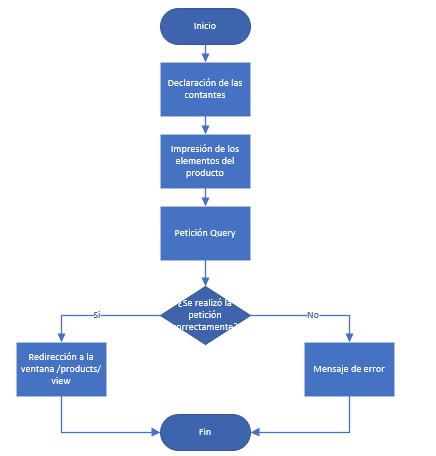 Inicio
Declaración de las
contantes
Impresión de los
elementos del
producto
Petición Query
¿Se realizó la
petición
correctamente?
Si
No
Redirección a la
ventana /products/
view
Mensaje de error
Fin